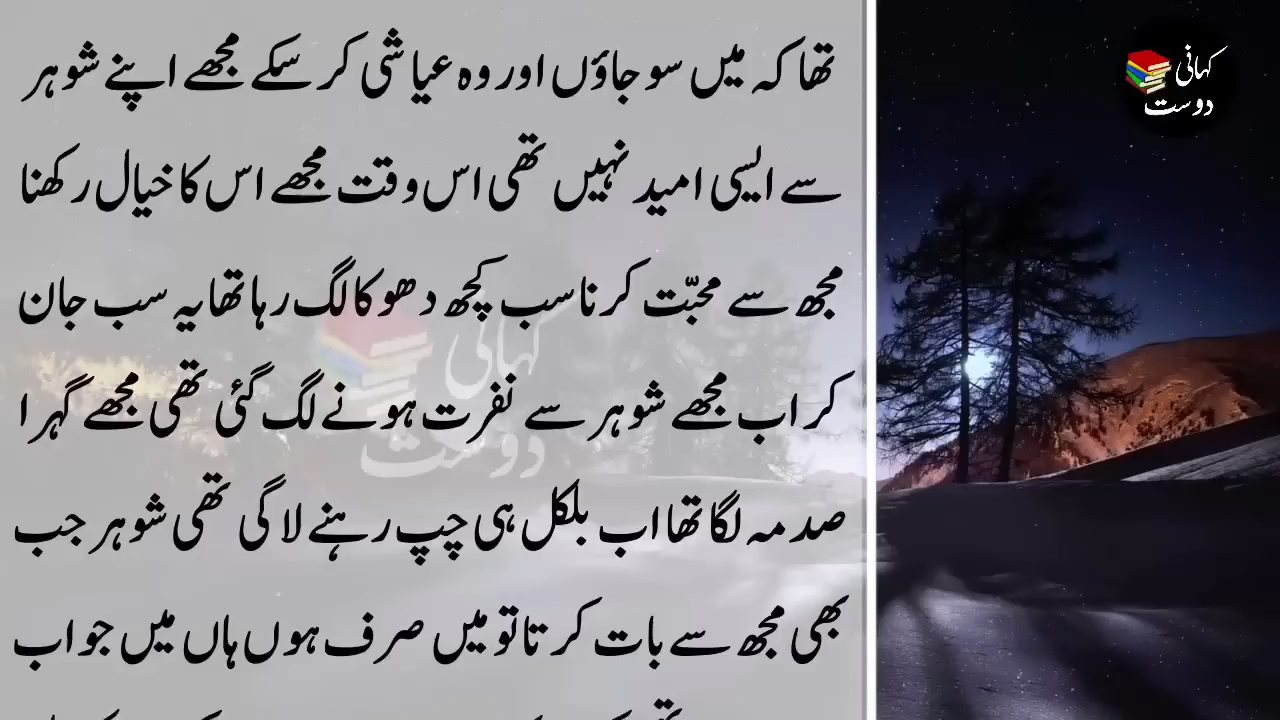 تھا کہ میں سو جاؤں اور وہ عیاشی کر سکے مجھے اپنے شوہر
سے ایسی امید نہیں تھی اس وقت مجھے اس کا خیال رکھنا
مجھ سے محبّت کرنا سب کچھ دھوکا لگ رہا تھا یہ سب جان
کر اب مجھے شوہر سے نفرت ہونے لگ گئی تھی مجھے گہرا
صدمہ لگا تھا اب بلکل ہی چپ رہنے لاگی تھی شوہر جب
بھی مجھ سے بات کرتا تو میں صرف ہوں ہاں میں جواب
کہانی
دوست
کہانی
دوست